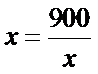 x = 900/x